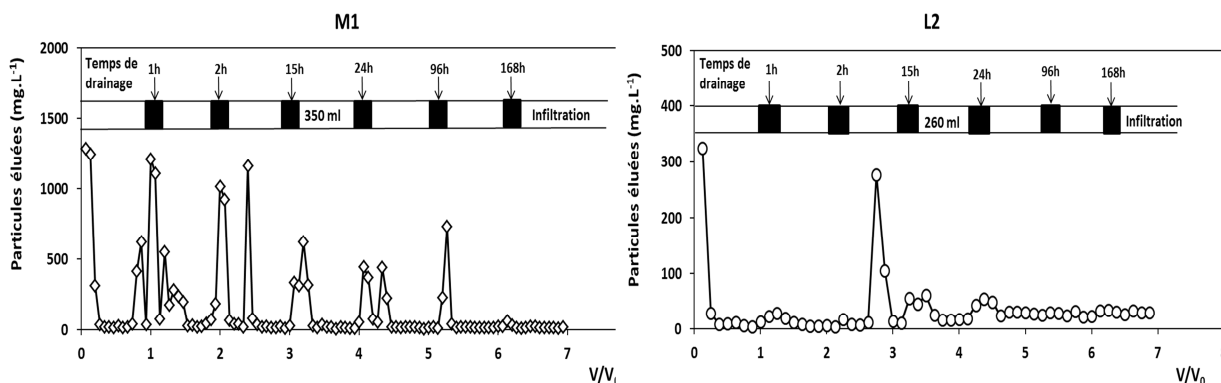 M1
Particules éluées (mg.L-1)
2000
1500
1000
500
0
Temps de
drainage
1h
2h
15h
24h
96h
168h
350 ml
Infiltration
0
1
2
3
4
5
6
7
L2
Particules éluées (mg.L-1)
500
400
300
200
100
0
Temps de
drainage
1h
2h
15h
24h
96h
168h
260 ml
Infiltration
0
1
2
3
4
5
6
7
V/V0